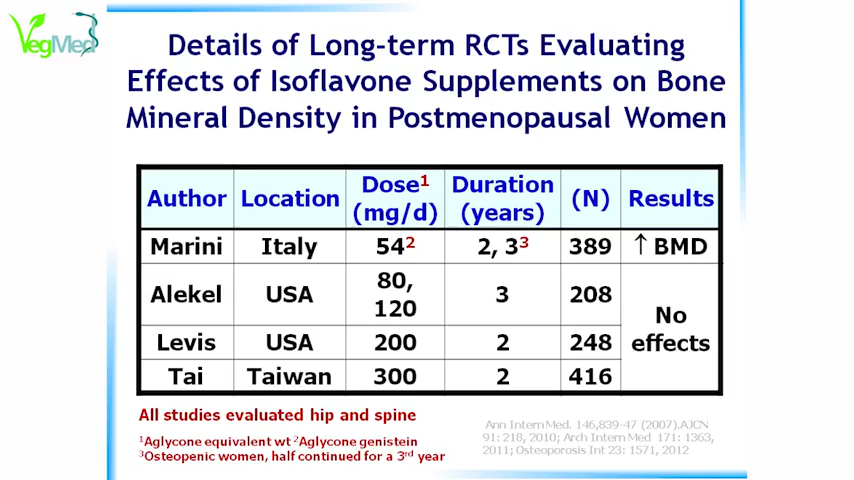 VegMed
Details of Long-term RCTs Evaluating
Effects of Isoflavone Supplements on Bone
Mineral Density in Postmenopausal Women
Author Location Dose¹ (mg/d) Duration (years) (N) Results
Marini Italy 54² 2, 3³ 389 ↑ BMD
Alekel USA 80, 120 3 208 No effects
Levis USA 200 2 248
Tai Taiwan 300 2 416
All studies evaluated hip and spine
¹Aglycone equivalent wt ²Aglycone genistein
³Osteopenic women, half continued for a 3rd year
Ann Intern Med. 146,839-47 (2007).AJCN
91: 218, 2010; Arch Intern Med 171: 1363,
2011; Osteoporosis Int 23: 1571, 2012